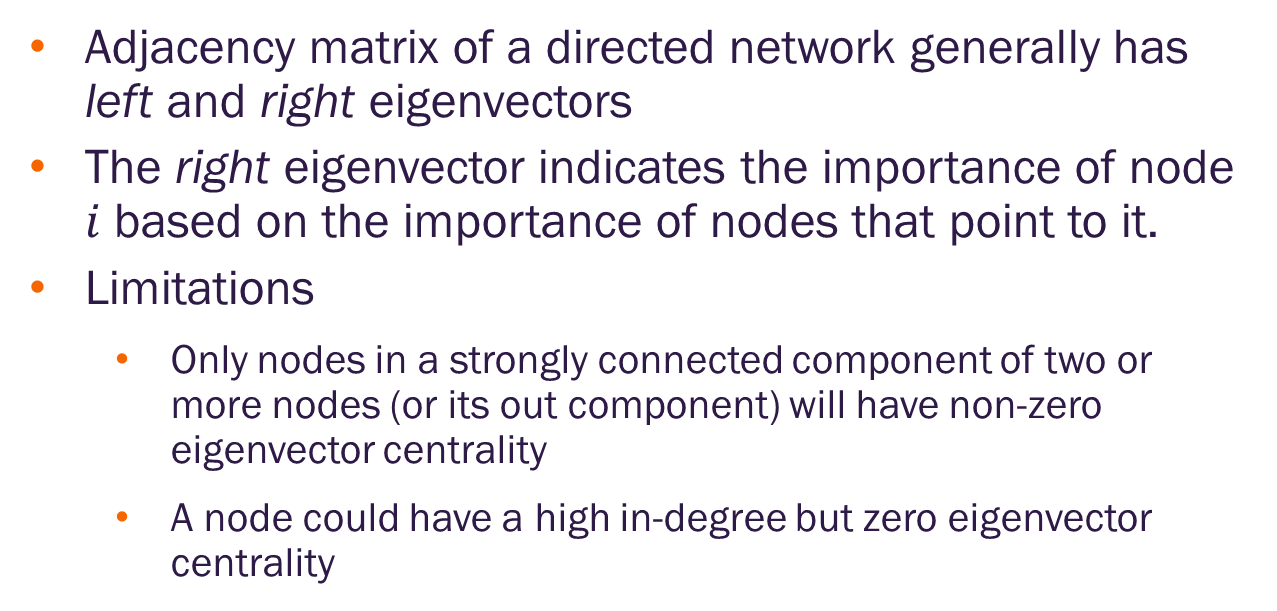 • Adjacency matrix of a directed network generally has
left and right eigenvectors
• The right eigenvector indicates the importance of node
i based on the importance of nodes that point to it.
• Limitations
• Only nodes in a strongly connected component of two or
more nodes (or its out component) will have non-zero
eigenvector centrality
• A node could have a high in-degree but zero eigenvector
centrality